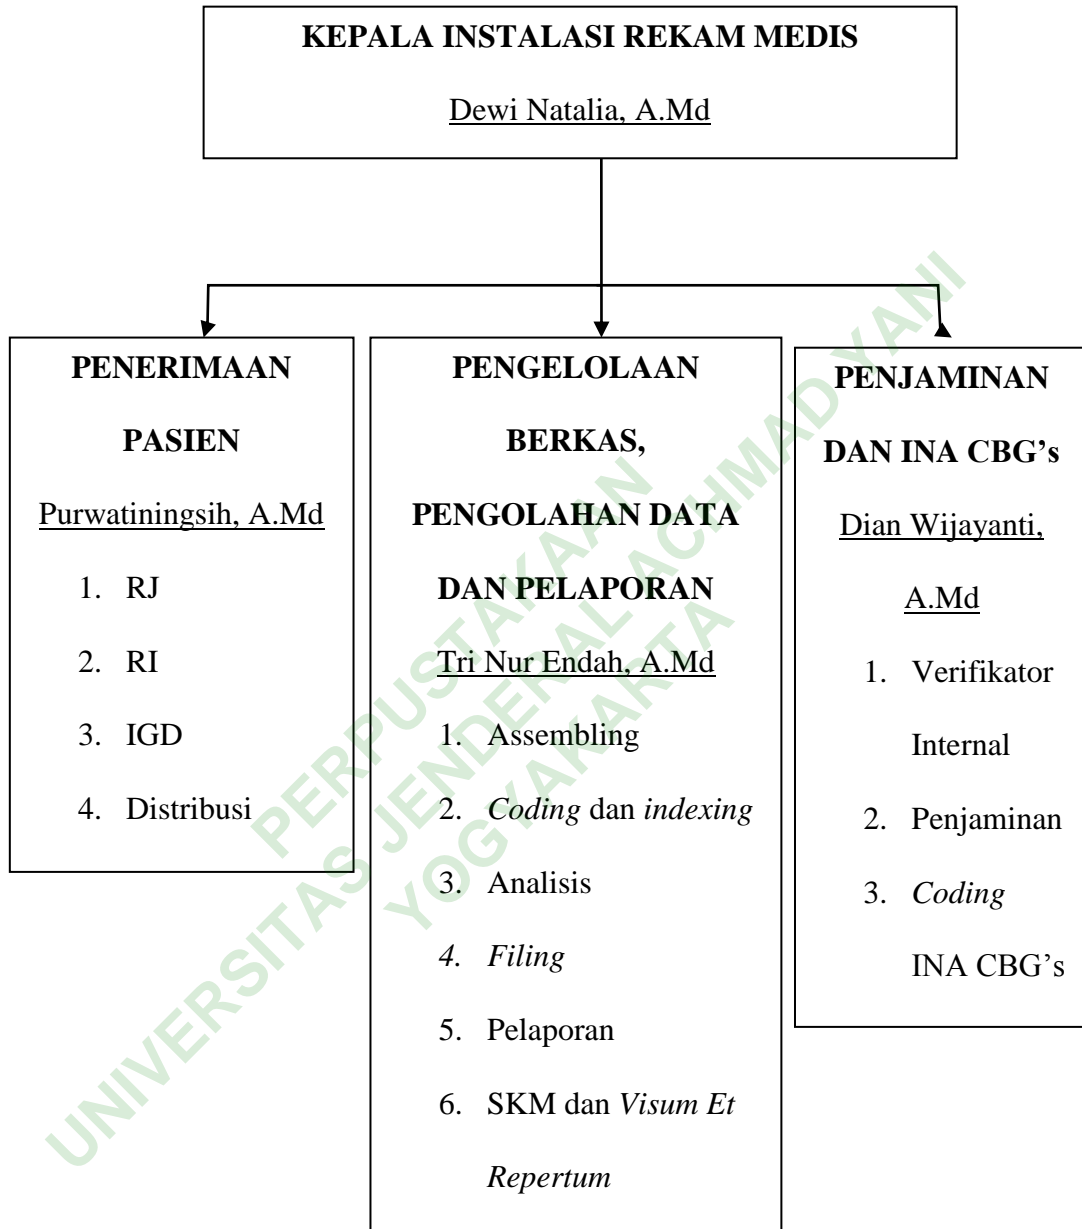 KEPALA INSTALASI REKAM MEDIS
Dewi Natalia, A.Md
PENERIMAAN
PASIEN
Purwatiningsih, A.Md
1. RJ
2. RI
3. IGD
4. Distribusi
PENGELOLAAN
BERKAS,
PENGOLAHAN DATA
DAN PELAPORAN
Tri Nur Endah, A.Md
1. Assembling
2. Coding dan indexing
3. Analisis
4. Filing
5. Pelaporan
6. SKM dan Visum Et
Repertum
PENJAMINAN
DAN INA CBG’s
Dian Wijayanti,
A.Md
1. Verifikator
Internal
2. Penjaminan
3. Coding
INA CBG’s
PERPUSTAKAAN
UNIVERSITAS JENDERAL ACHMAD YANI
YOGYAKARTA